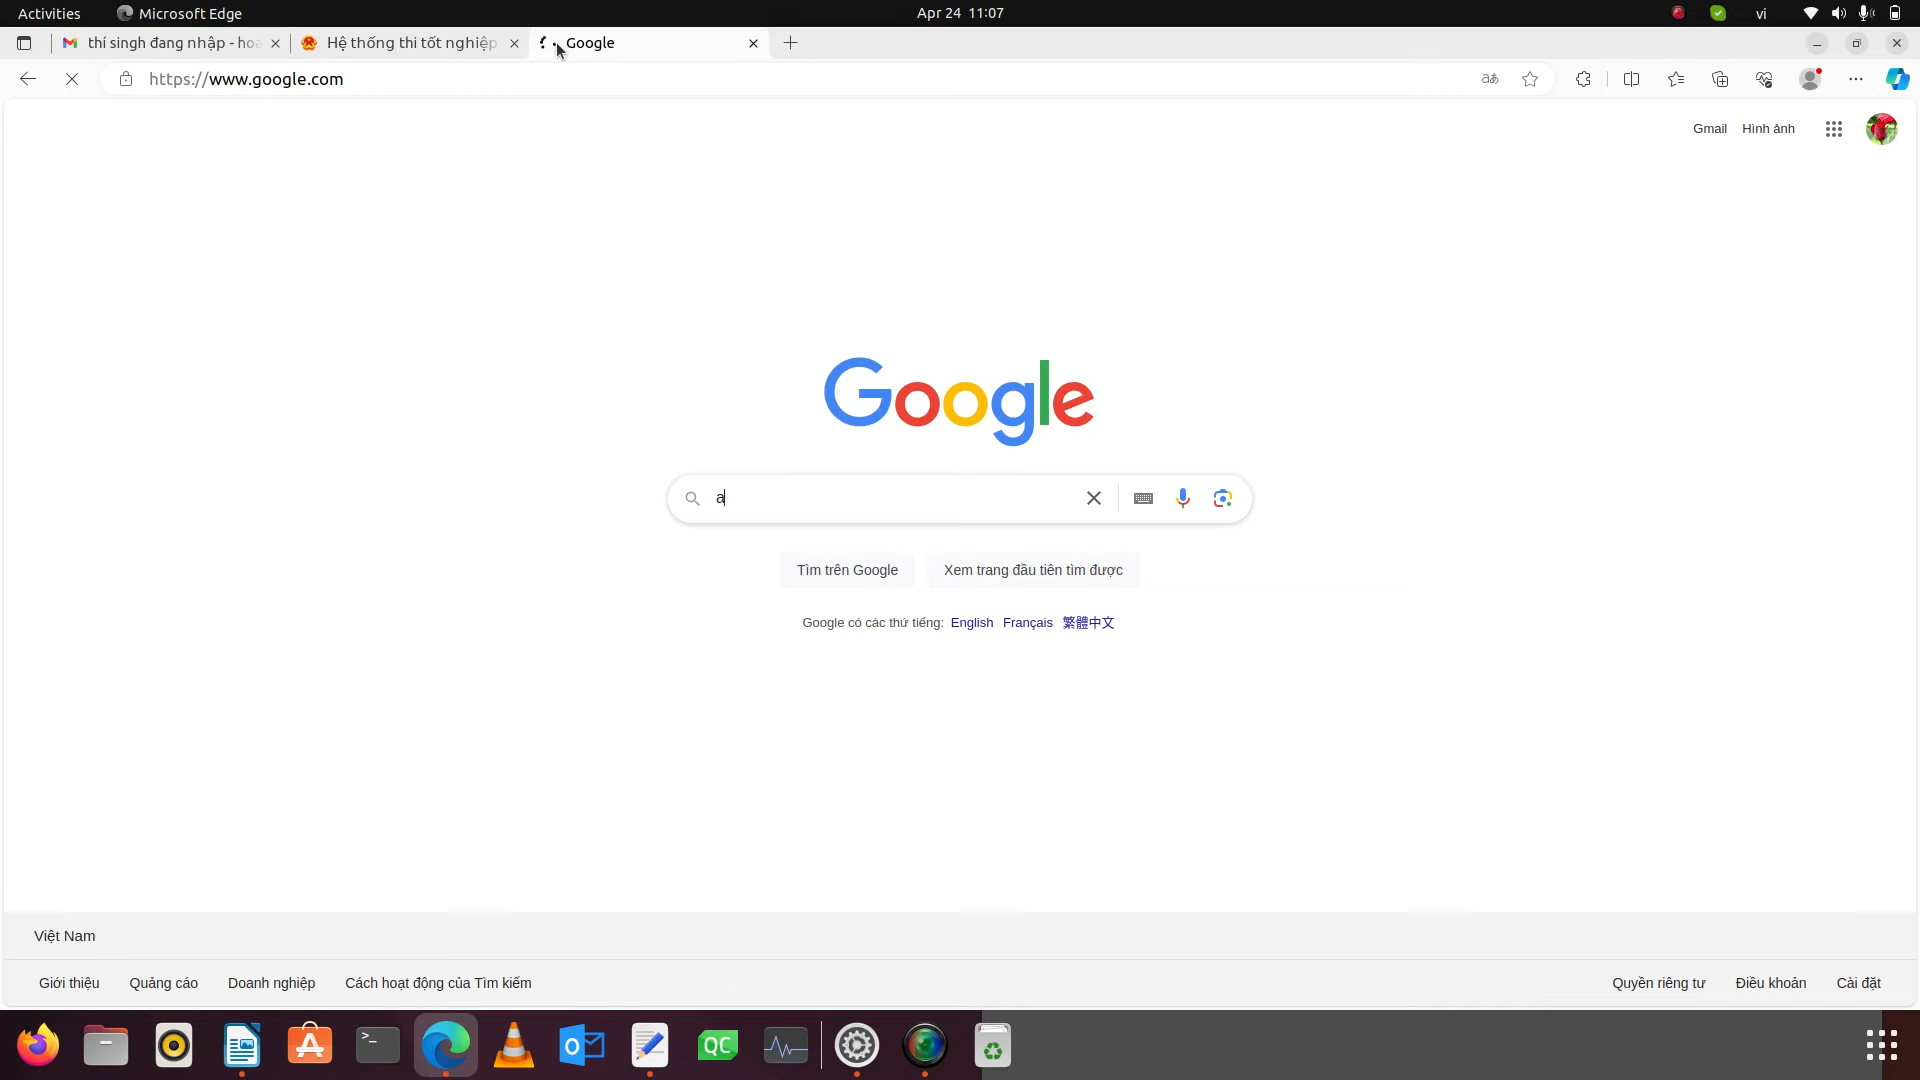 Activities
Microsoft Edge
Apr 24 11:07
vi
thí singh đang nhập - hoa
Hệ thống thi tốt nghiệp
Google
https://www.google.com
aあ
Gmail
Hình ảnh
Google
a
Tìm trên Google
Xem trang đầu tiên tìm được
Google có các thứ tiếng: English Français 繁體中文
Việt Nam
Giới thiệu
Quảng cáo
Doanh nghiệp
Cách hoạt động của Tìm kiếm
Quyền riêng tư
Điều khoản
Cài đặt
>_
QC